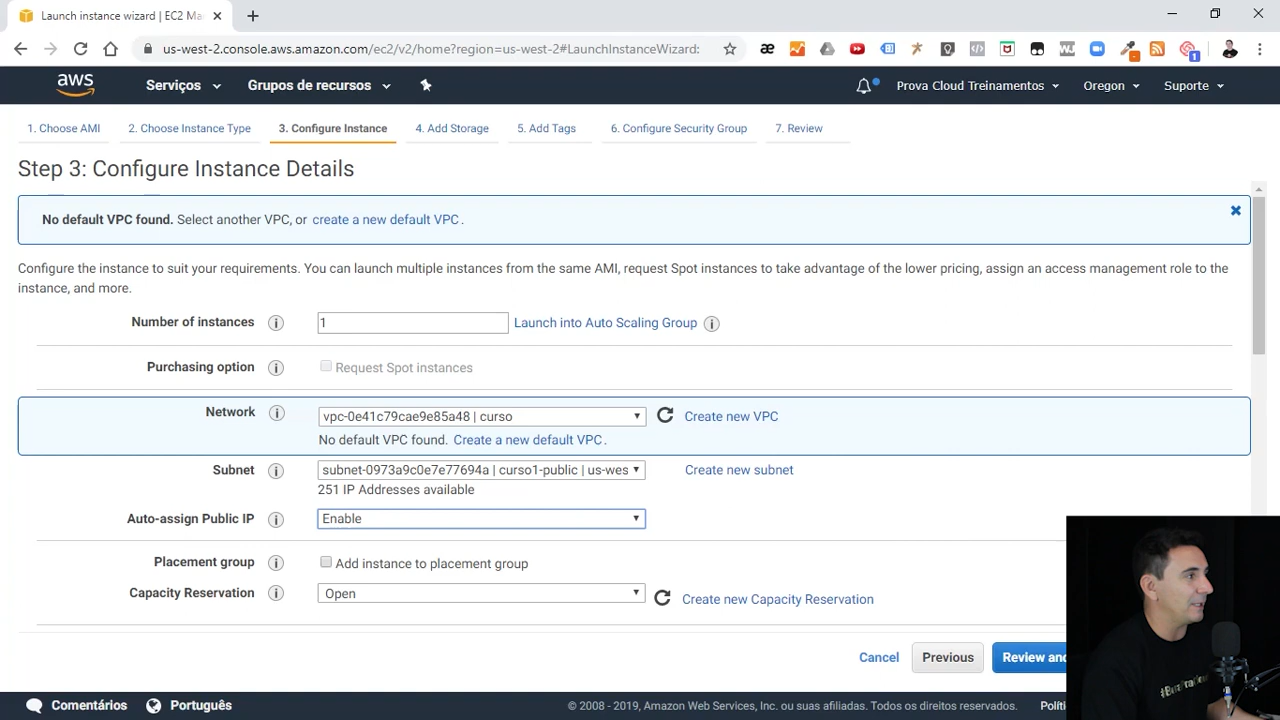 Launch instance wizard | EC2 Ma
us-west-2.console.aws.amazon.com/ec2/v2/home?region=us-west-2#LaunchInstanceWizard:
aws
Serviços
Grupos de recursos
Prova Cloud Treinamentos
Oregon
Suporte
1. Choose AMI
2. Choose Instance Type
3. Configure Instance
4. Add Storage
5. Add Tags
6. Configure Security Group
7. Review
Step 3: Configure Instance Details
No default VPC found. Select another VPC, or create a new default VPC.
Configure the instance to suit your requirements. You can launch multiple instances from the same AMI, request Spot instances to take advantage of the lower pricing, assign an access management role to the
instance, and more.
Number of instances
1
Launch into Auto Scaling Group
Purchasing option
Request Spot instances
Network
vpc-0e41c79cae9e85a48 | curso
Create new VPC
No default VPC found. Create a new default VPC.
Subnet
subnet-0973a9c0e7e77694a | curso1-public | us-wes
Create new subnet
251 IP Addresses available
Auto-assign Public IP
Enable
Placement group
Add instance to placement group
Capacity Reservation
Open
Create new Capacity Reservation
Cancel
Previous
Review and
Comentários
Português
© 2008 - 2019, Amazon Web Services, Inc. ou suas afiliadas. Todos os direitos reservados.
Políti